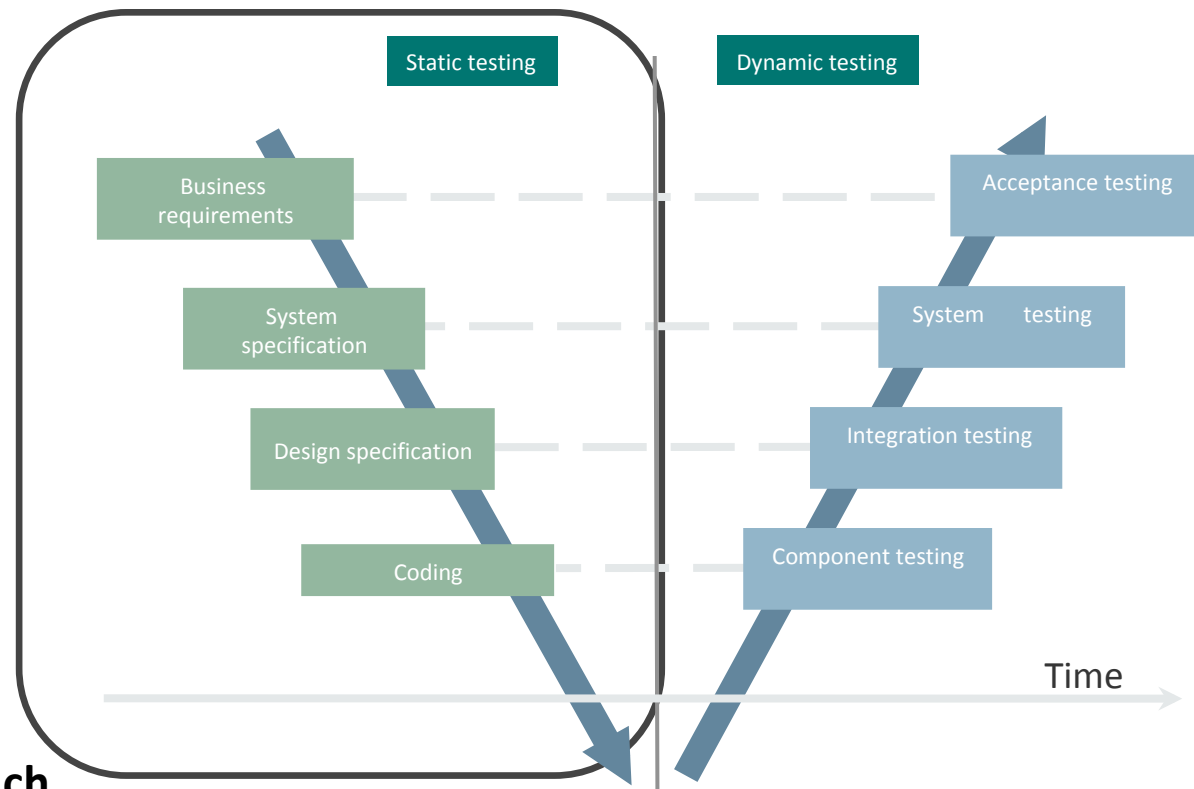 Static testing
Dynamic testing
Business
requirements
Acceptance testing
System
specification
System testing
Design specification
Integration testing
Coding
Component testing
Time
ch